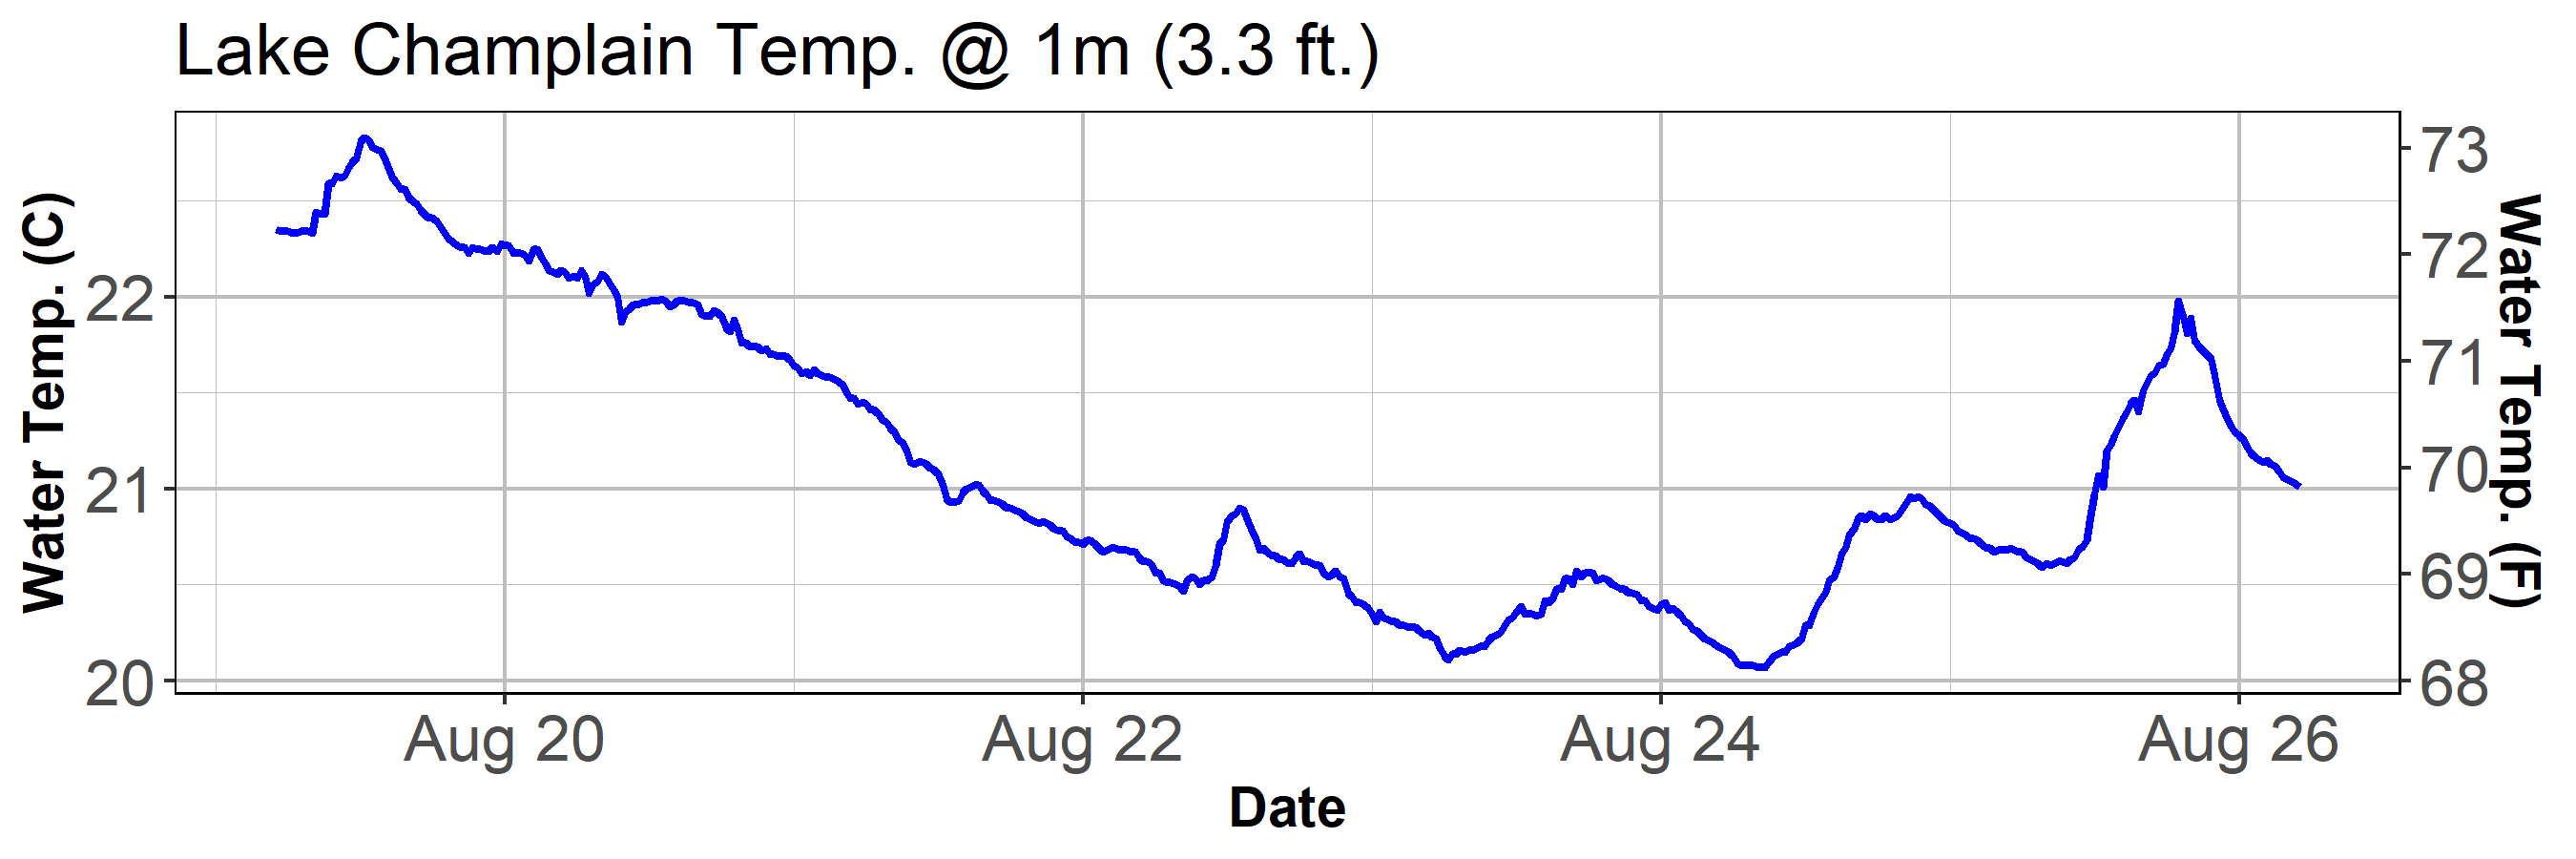 Lake Champlain Temp. @ 1m (3.3 ft.)
Water Temp. (C)
22
21
20
73
72
71
70
69
68
Water Temp. (F)
Aug 20
Aug 22
Aug 24
Aug 26
Date